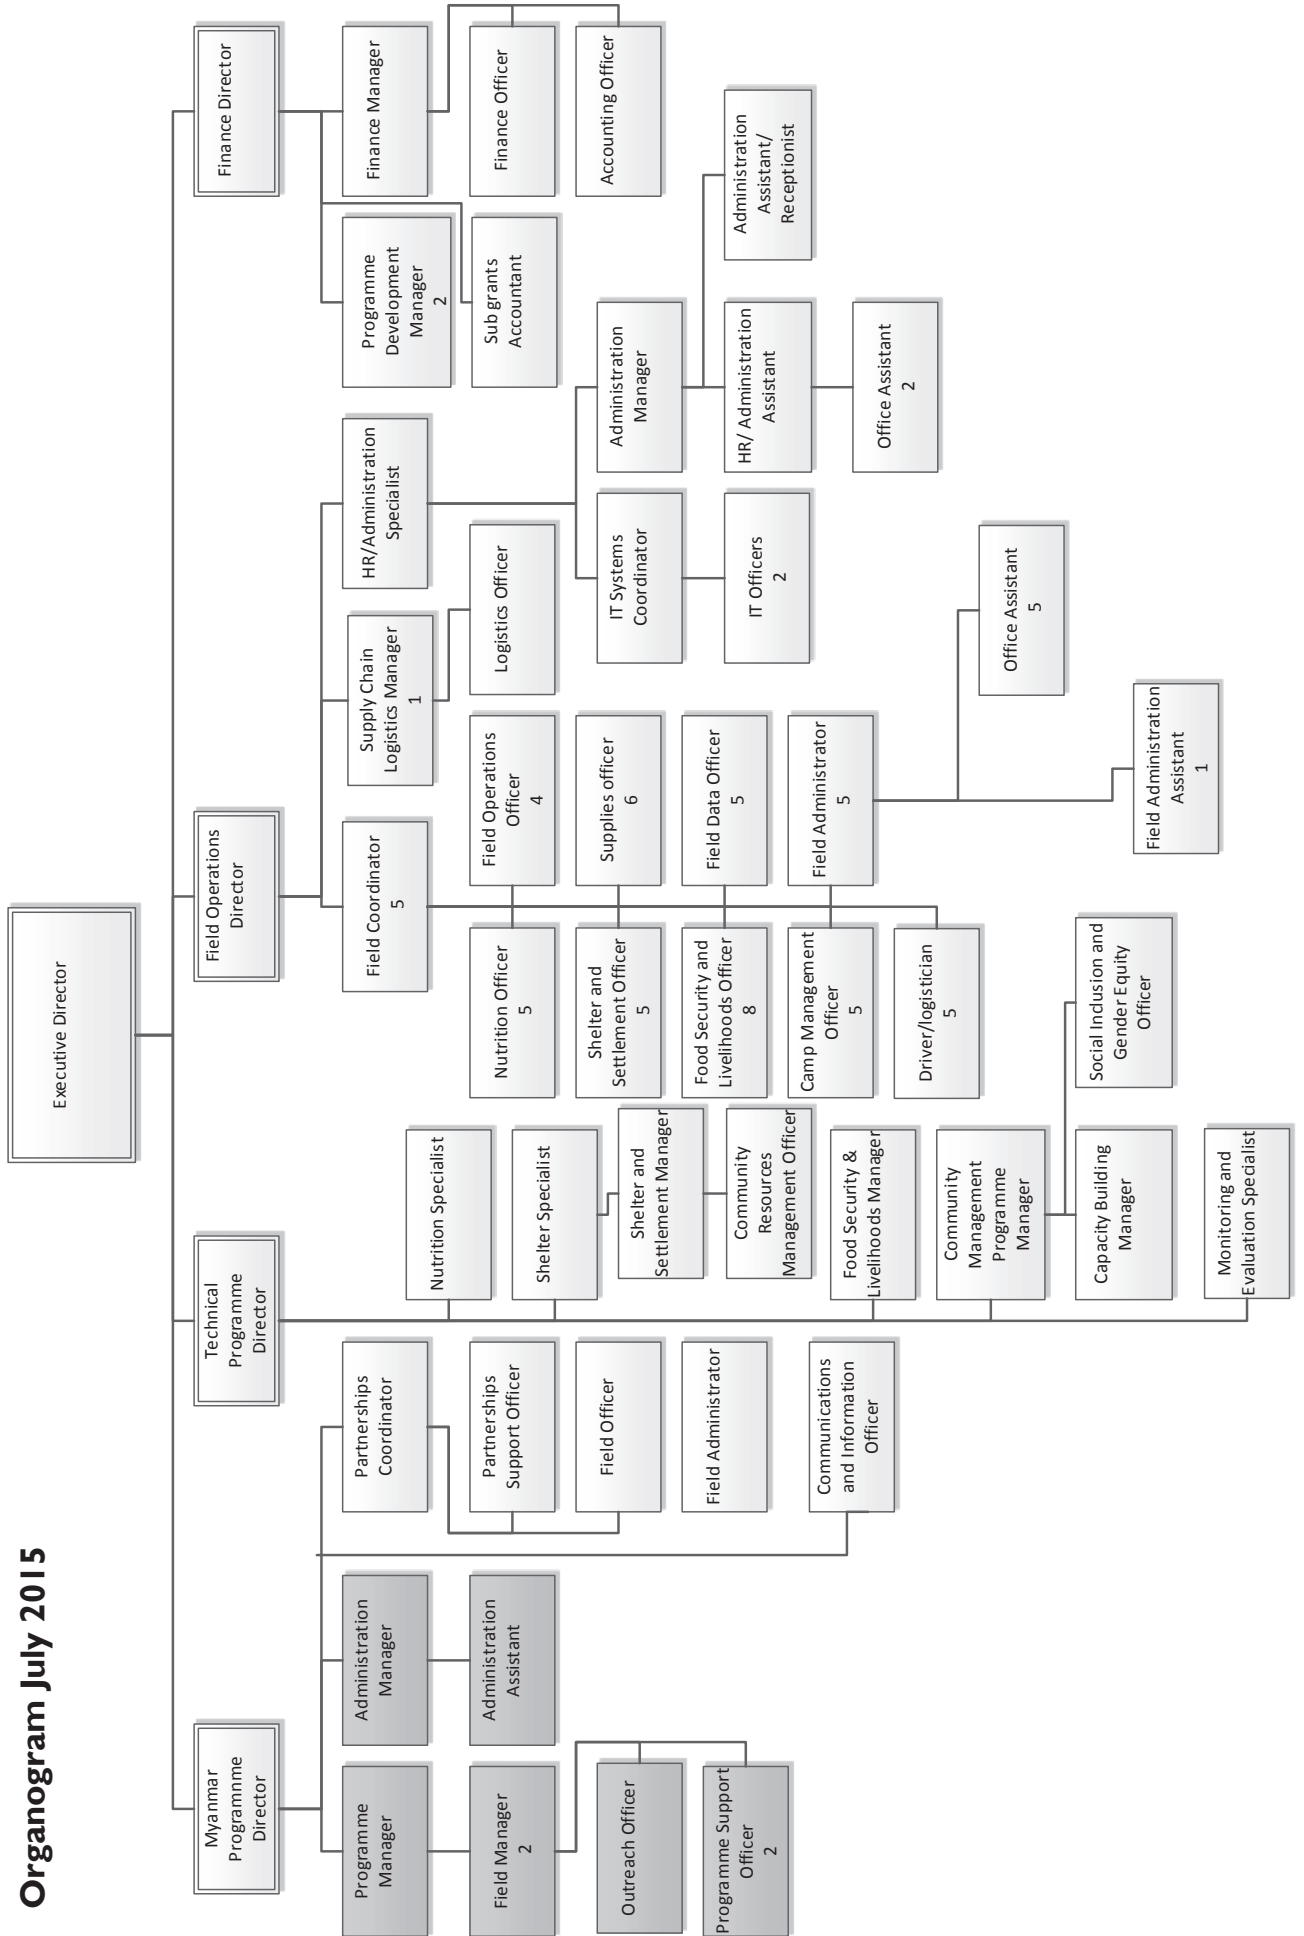 Organogram July 2015
Executive Director
Myanmar
Programnme
Director
Technical
Programme
Director
Field Operations
Director
Finance Director
Programme
Manager
Field Manager
2
Outreach Officer
Programme Support
Officer
2
Administration
Manager
Administration
Assistant
Partnerships
Coordinator
Partnerships
Support Officer
Field Officer
Field Administrator
Communications
and Information
Officer
Nutrition Specialist
Shelter Specialist
Shelter and
Settlement Manager
Community
Resources
Management Officer
Food Security &
Livelihoods Manager
Community
Management
Programme
Manager
Capacity Building
Manager
Social Inclusion and
Gender Equity
Officer
Monitoring and
Evaluation Specialist
Field Coordinator
5
Nutrition Officer
5
Shelter and
Settlement Officer
5
Food Security and
Livelihoods Officer
8
Camp Management
Officer
5
Driver/logistician
5
Field Operations
Officer
4
Supplies officer
6
Field Data Officer
5
Field Administrator
5
Office Assistant
5
Field Administration
Assistant
1
Supply Chain
Logistics Manager
1
Logistics Officer
HR/Administration
Specialist
IT Systems
Coordinator
IT Officers
2
Administration
Manager
HR/ Administration
Assistant
Office Assistant
2
Administration
Assistant/
Receptionist
Programme
Development
Manager
2
Sub grants
Accountant
Finance Manager
Finance Officer
Accounting Officer